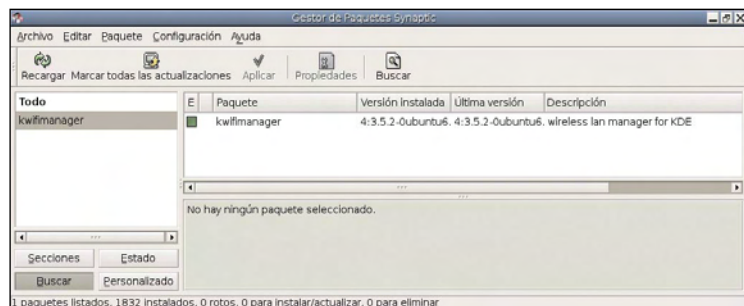 Gestor de Paquetes Synaptic
Archivo Editar Paquete Configuración Ayuda
Recargar Marcar todas las actualizaciones Aplicar Propiedades Buscar
Todo
kwifimanager
E Paquete Versión instalada Última versión Descripción
kwifimanager 4:3.5.2-0ubuntu6. 4:3.5.2-0ubuntu6. wireless lan manager for KDE
No hay ningún paquete seleccionado.
Secciones Estado
Buscar Personalizado
1 paquetes listados, 1832 instalados, 0 rotos. 0 para instalar/actualizar, 0 para eliminar